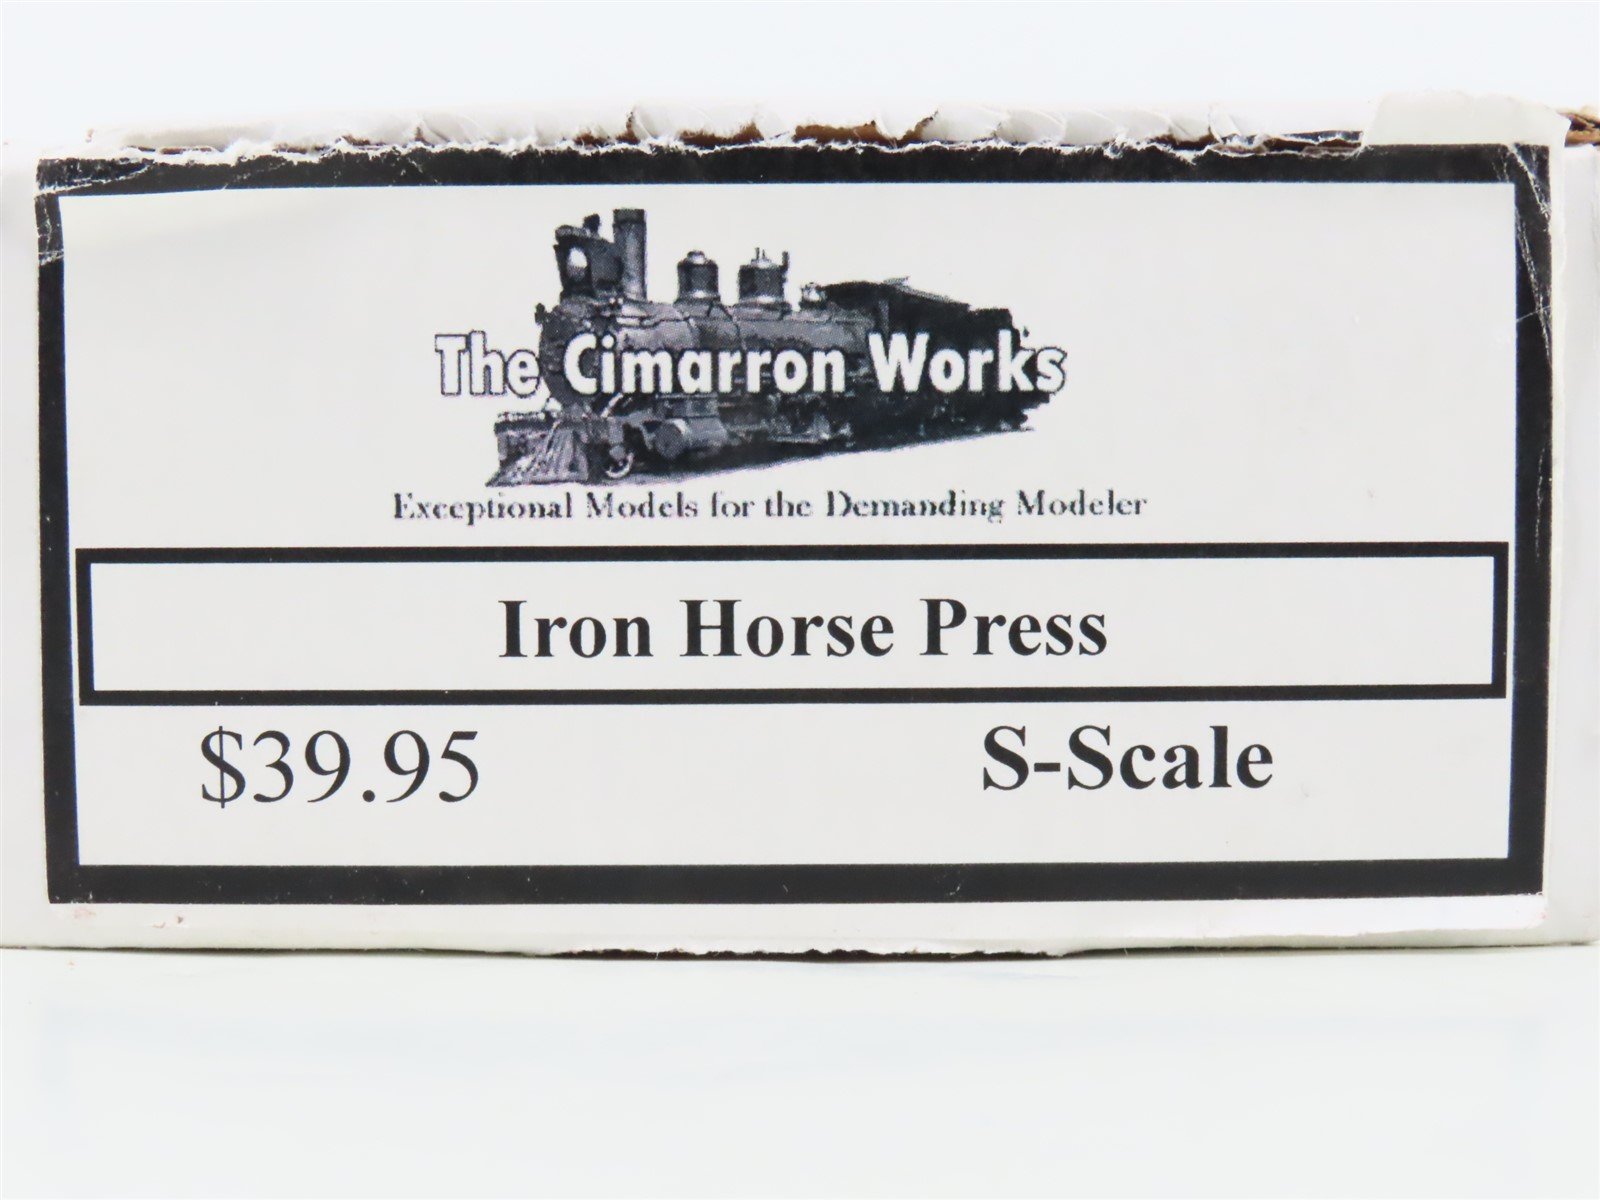 The Cimarron Works
Exceptional Models for the Demanding Modeler
Iron Horse Press
$39.95 S-Scale